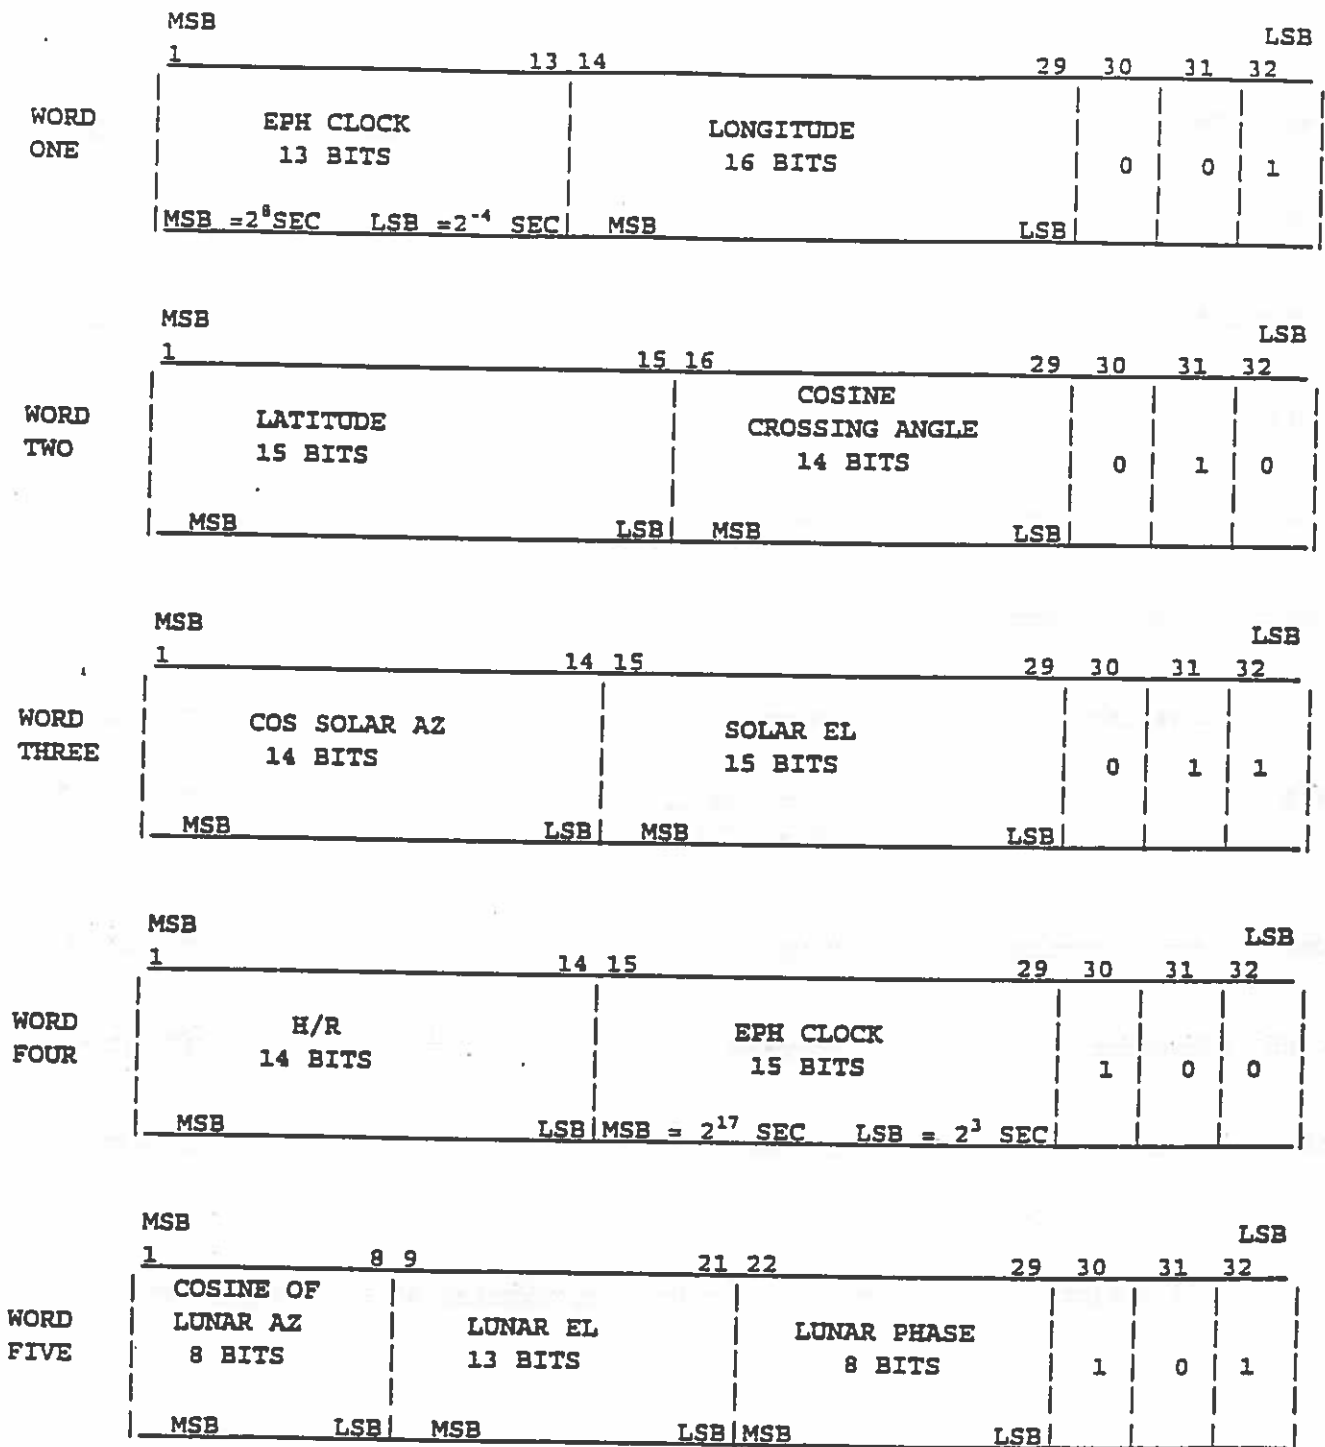 MSB
LSB
1 13 14 29 30 31 32
WORD ONE
EPH CLOCK
13 BITS
LONGITUDE
16 BITS
0 0 1
MSB =2⁸SEC LSB =2⁻⁴ SEC MSB LSB
MSB
LSB
1 15 16 29 30 31 32
WORD TWO
LATITUDE
15 BITS
COSINE
CROSSING ANGLE
14 BITS
0 1 0
MSB LSB MSB LSB
MSB
LSB
1 14 15 29 30 31 32
WORD THREE
COS SOLAR AZ
14 BITS
SOLAR EL
15 BITS
0 1 1
MSB LSB MSB LSB
MSB
LSB
1 14 15 29 30 31 32
WORD FOUR
H/R
14 BITS
EPH CLOCK
15 BITS
1 0 0
MSB LSB MSB = 2¹⁷ SEC LSB = 2³ SEC
MSB
LSB
1 8 9 21 22 29 30 31 32
WORD FIVE
COSINE OF
LUNAR AZ
8 BITS
LUNAR EL
13 BITS
LUNAR PHASE
8 BITS
1 0 1
MSB LSB MSB LSB MSB LSB